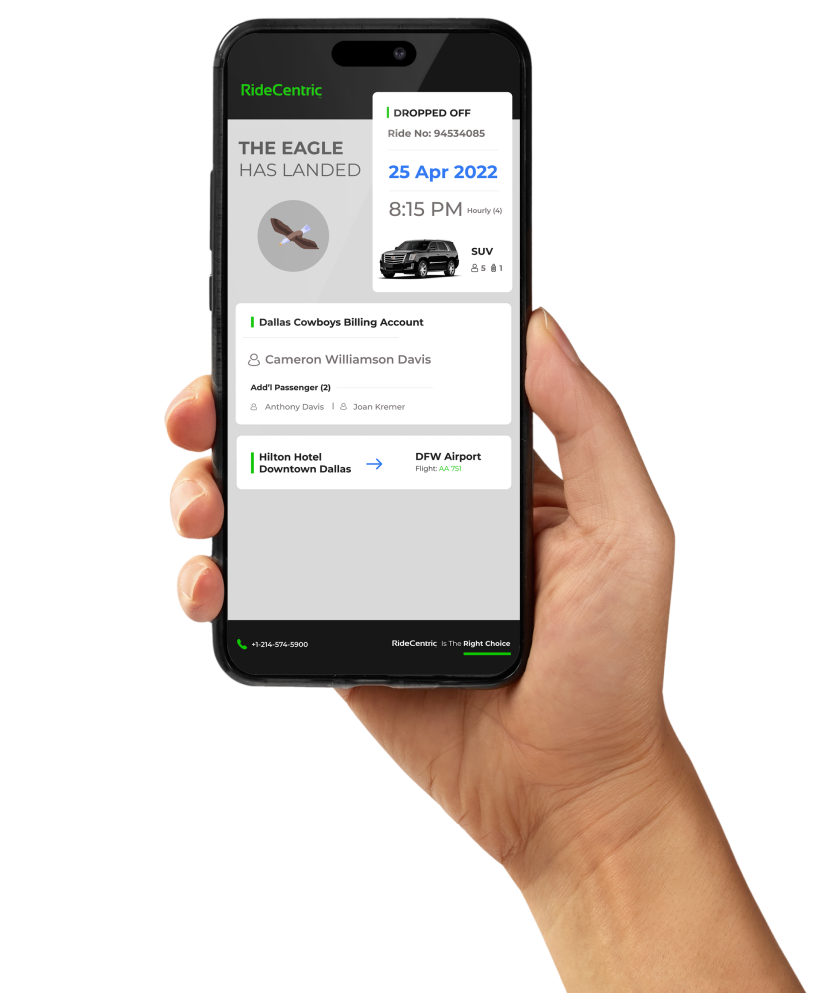 RideCentric
DROPPED OFF
Ride No: 94534085
THE EAGLE
HAS LANDED
25 Apr 2022
8:15 PM Hourly (4)
SUV
5 1
Dallas Cowboys Billing Account
Cameron Williamson Davis
Add'l Passenger (2)
Anthony Davis | Joan Kremer
Hilton Hotel
Downtown Dallas
DFW Airport
Flight: AA 751
+1-214-574-5900
RideCentric Is The Right Choice